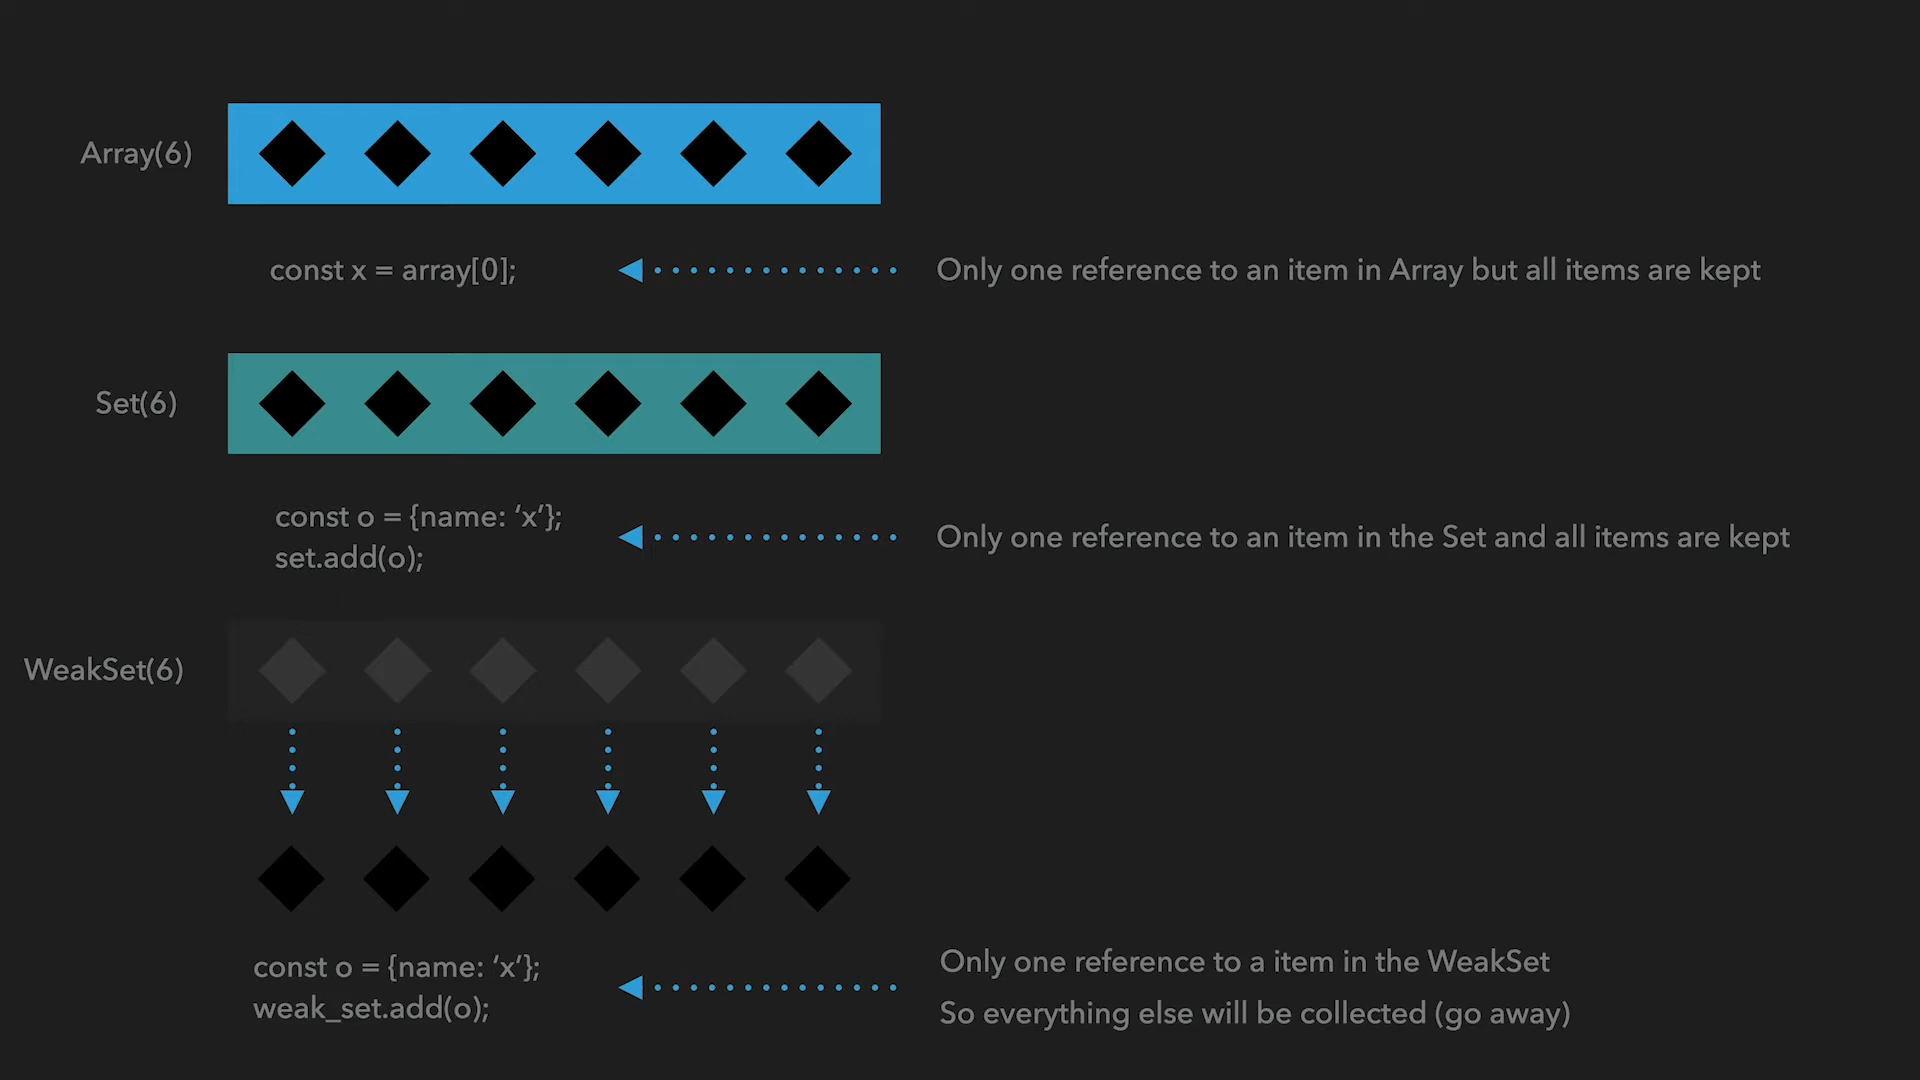 Array(6)
const x = array[0];
Only one reference to an item in Array but all items are kept
Set(6)
const o = {name: ‘x’};
set.add(o);
Only one reference to an item in the Set and all items are kept
WeakSet(6)
const o = {name: ‘x’};
weak_set.add(o);
Only one reference to a item in the WeakSet
So everything else will be collected (go away)